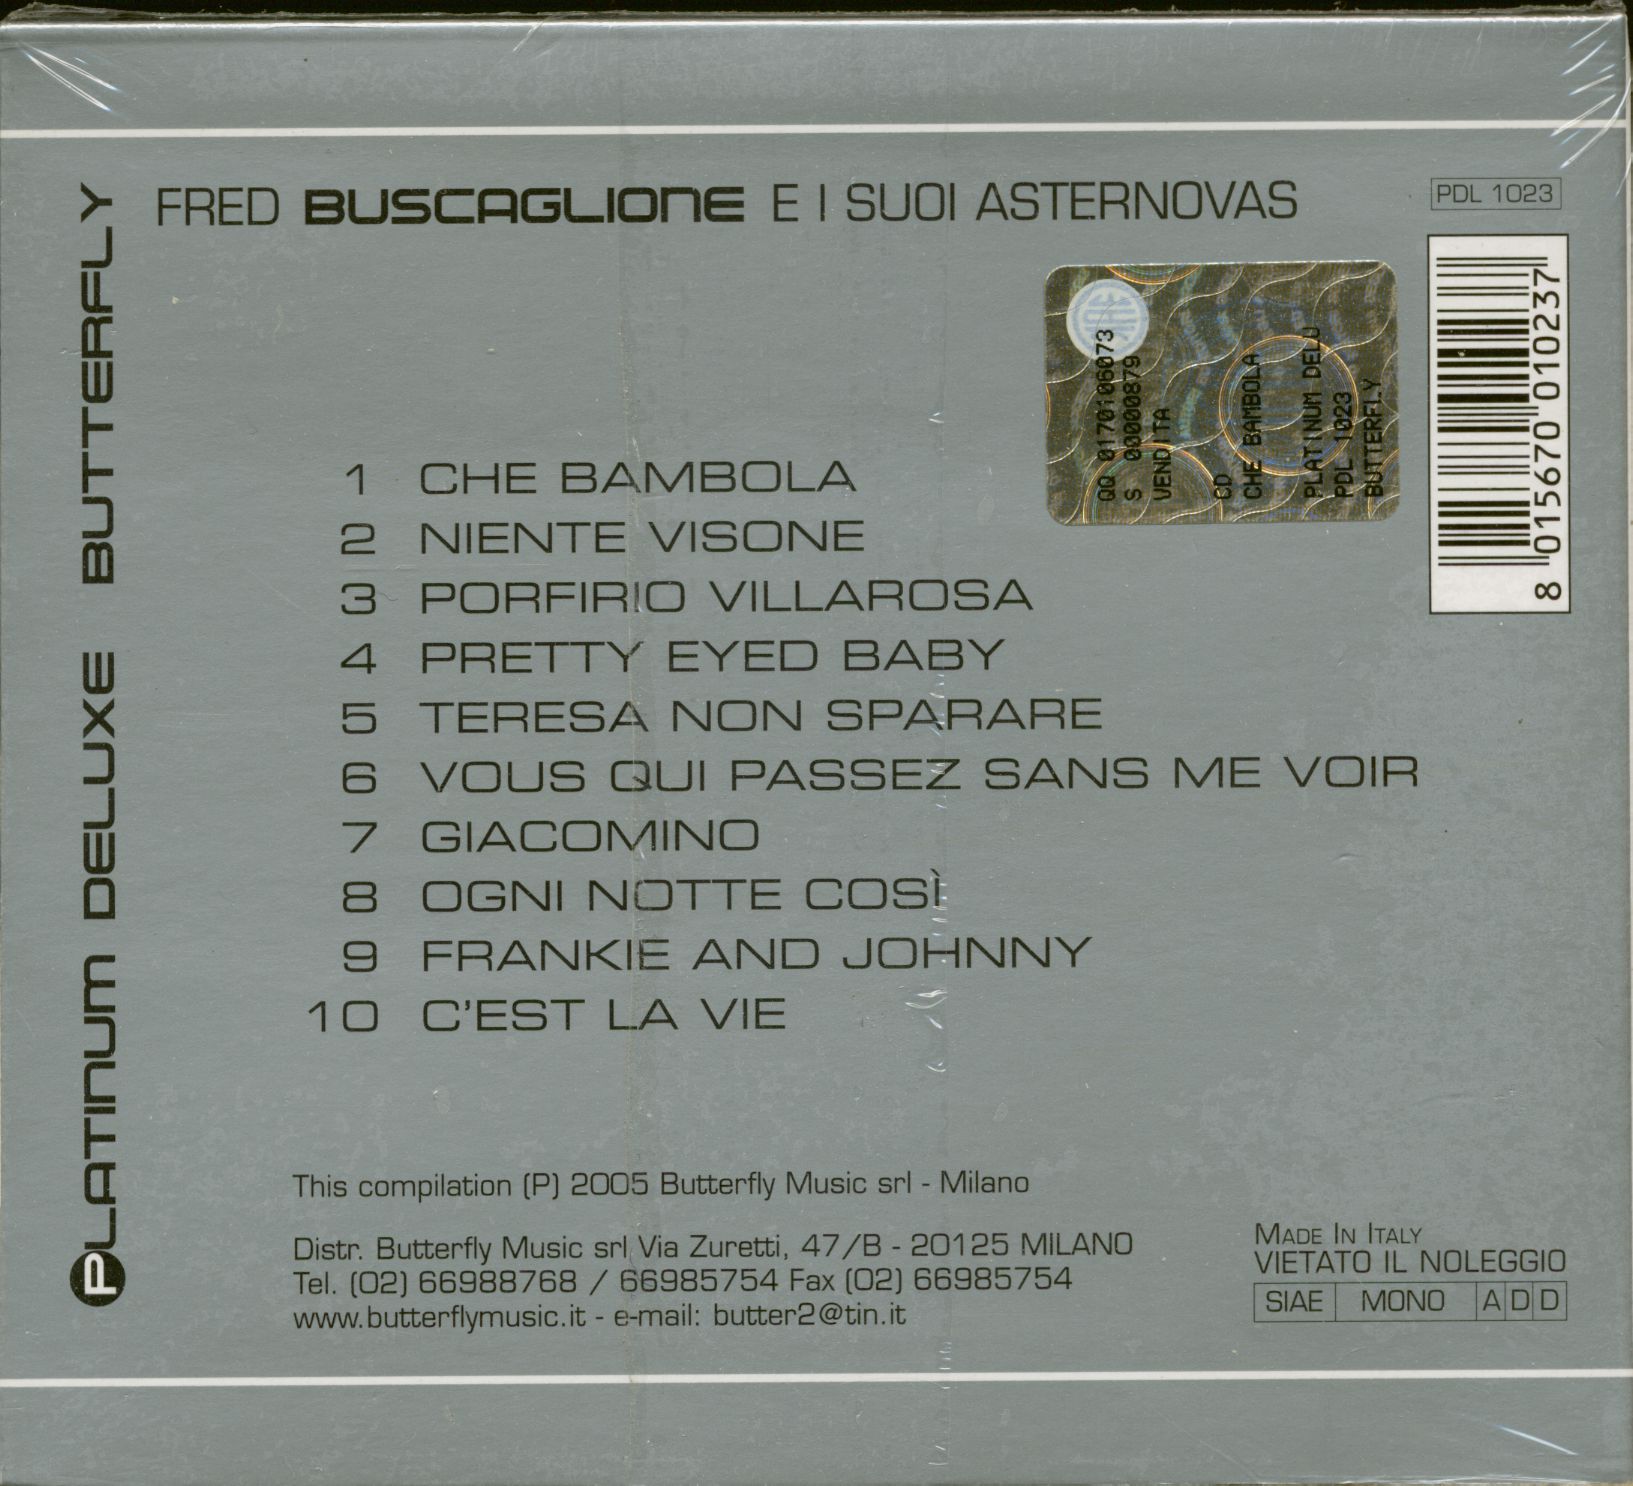 FRED BUSCAGLIONE E I SUOI ASTERNOVAS
PDL 1023
PLATINUM DELUXE BUTTERFLY
QQ 0170106073
S 00000879
VENDITA
CD
CHE BAMBOLA
PLATINUM DELU
PDL 1023
BUTTERFLY
8 015670 010237
1 CHE BAMBOLA
2 NIENTE VISONE
3 PORFIRIO VILLAROSA
4 PRETTY EYED BABY
5 TERESA NON SPARARE
6 VOUS QUI PASSEZ SANS ME VOIR
7 GIACOMINO
8 OGNI NOTTE COSÌ
9 FRANKIE AND JOHNNY
10 C'EST LA VIE
This compilation (P) 2005 Butterfly Music srl - Milano
Distr. Butterfly Music srl Via Zuretti, 47/B - 20125 MILANO
Tel. (02) 66988768 / 66985754 Fax (02) 66985754
www.butterflymusic.it - e-mail: butter2@tin.it
MADE IN ITALY
VIETATO IL NOLEGGIO
SIAE MONO A D D